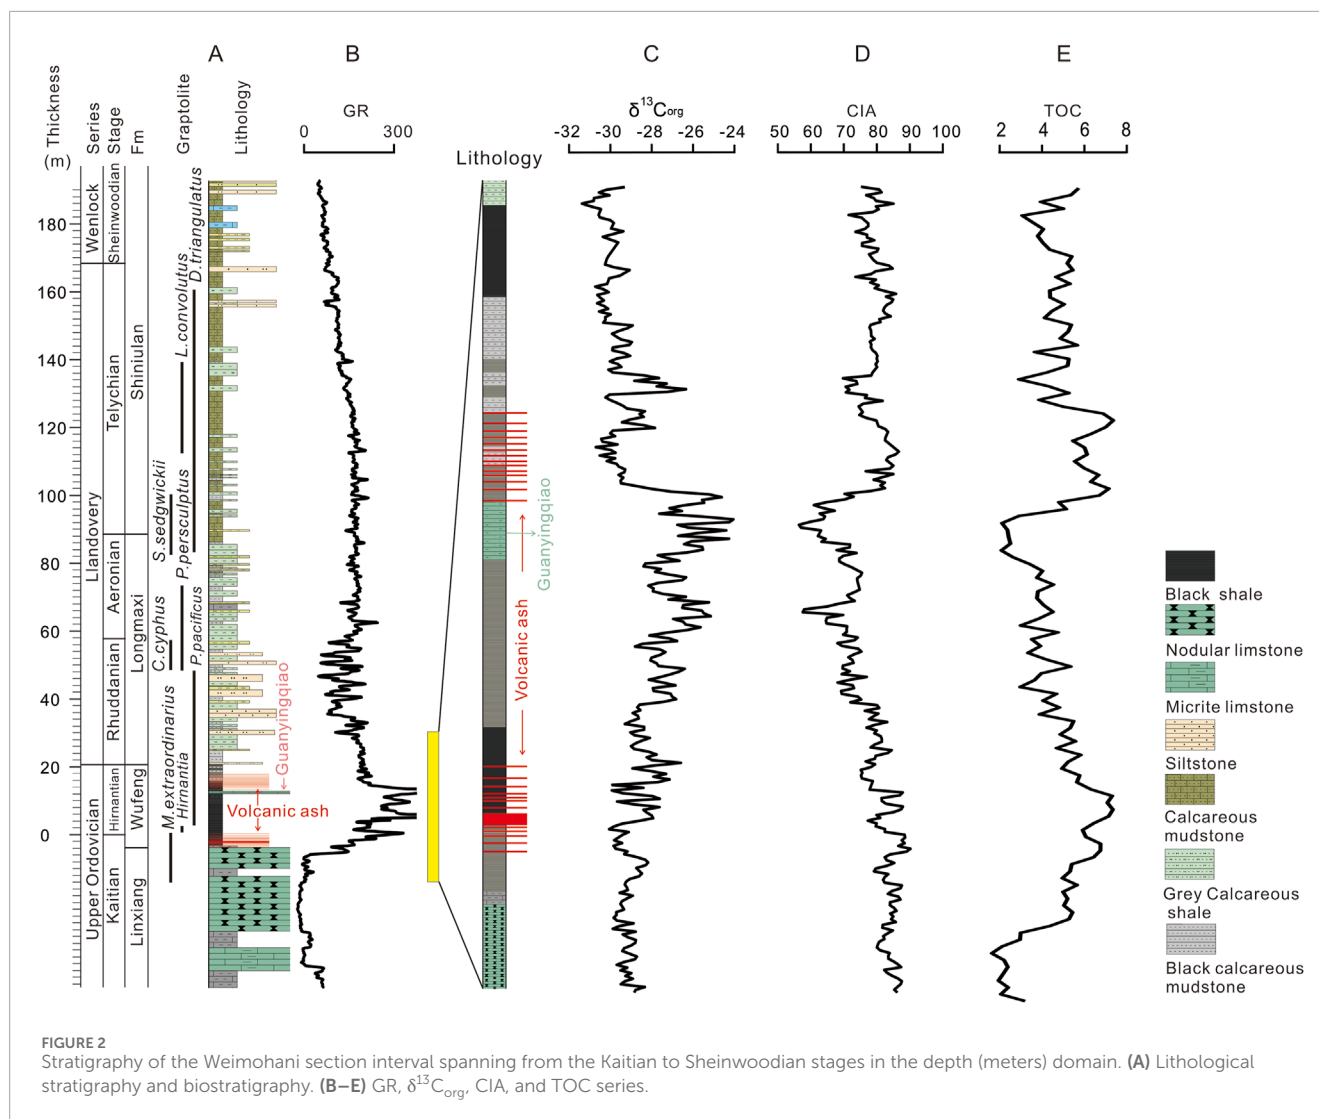 A
B
C
D
E
Thickness
(m)
Series
Stage
Fm
Graptolite
Lithology
GR
0 300
Lithology
δ13Corg
-32 -30 -28 -26 -24
CIA
50 60 70 80 90 100
TOC
2 4 6 8
180
160
140
120
100
80
60
40
20
0
Wenlock
Llandovery
Upper Ordovician
Sheinwoodian
Telychian
Aeronian
Rhuddanian
Hirnantian
Kaitian
Shiniulan
Longmaxi
Wufeng
Linxiang
D.triangulatus
L.convolutus
S.sedgwickii
P.persculptus
C.cyphus
P.pacificus
M.extraordinarius
Hirnantia
Guanyingqiao
Volcanic ash
Guanyingqiao
Volcanic ash
Black shale
Nodular limstone
Micrite limstone
Siltstone
Calcareous
mudstone
Grey Calcareous
shale
Black calcareous
mudstone
FIGURE 2
Stratigraphy of the Weimohani section interval spanning from the Kaitian to Sheinwoodian stages in the depth (meters) domain. (A) Lithological
stratigraphy and biostratigraphy. (B–E) GR, δ13Corg, CIA, and TOC series.